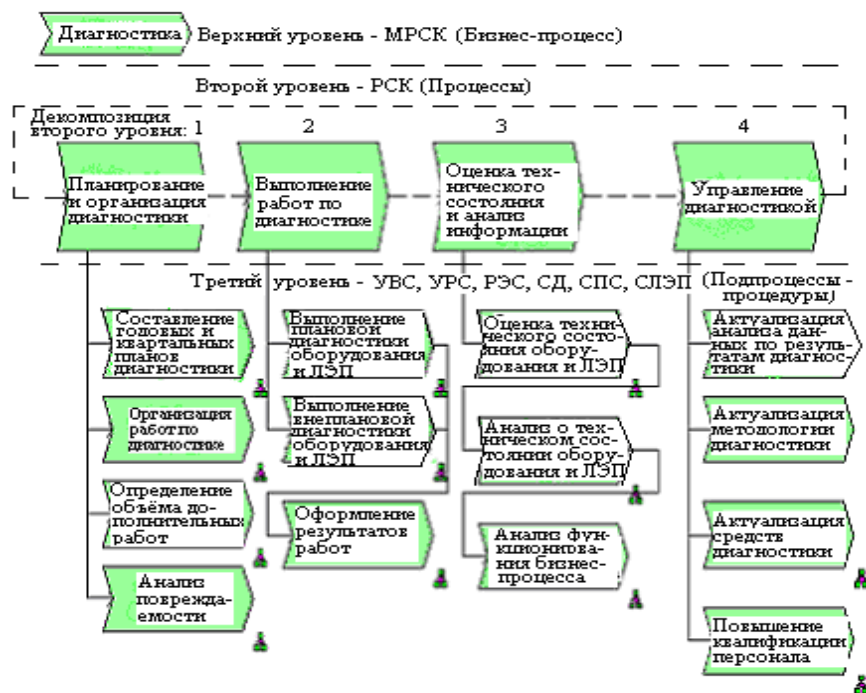 Диагностика
Верхний уровень - МРСК (Бизнес-процесс)
Второй уровень - РСК (Процессы)
Декомпозиция
второго уровня: 1
2
3
4
Планирование
и организация
диагностики
Выполнение
работ по
диагностике
Оценка тех-
нического
состояния
и анализ
информации
Управление
диагностикой
Третий уровень - УВС, УРС, РЭС, СД, СПС, СЛЭП (Подпроцессы -
процедуры)
Составление
годовых и
квартальных
планов
диагностики
Организация
работ по
диагностике
Определение
объёма до-
полнительных
работ
Анализ
повреждае-
мости
Выполнение
плановой
диагностики
оборудования
и ЛЭП
Выполнение
внеплановой
диагностики
оборудования
и ЛЭП
Оформление
результатов
работ
Оценка техни-
ческого состо-
яния обору-
дования и ЛЭП
Анализ о те-
хническом сос-
тоянии обору-
дования и ЛЭП
Анализ фун-
кционирова-
ния бизнес-
процесса
Актуализация
анализа дан-
ных по резуль-
татам диагнос-
тики
Актуализация
методологии
диагностики
Актуализация
средств
диагностики
Повышение
квалификации
персонала